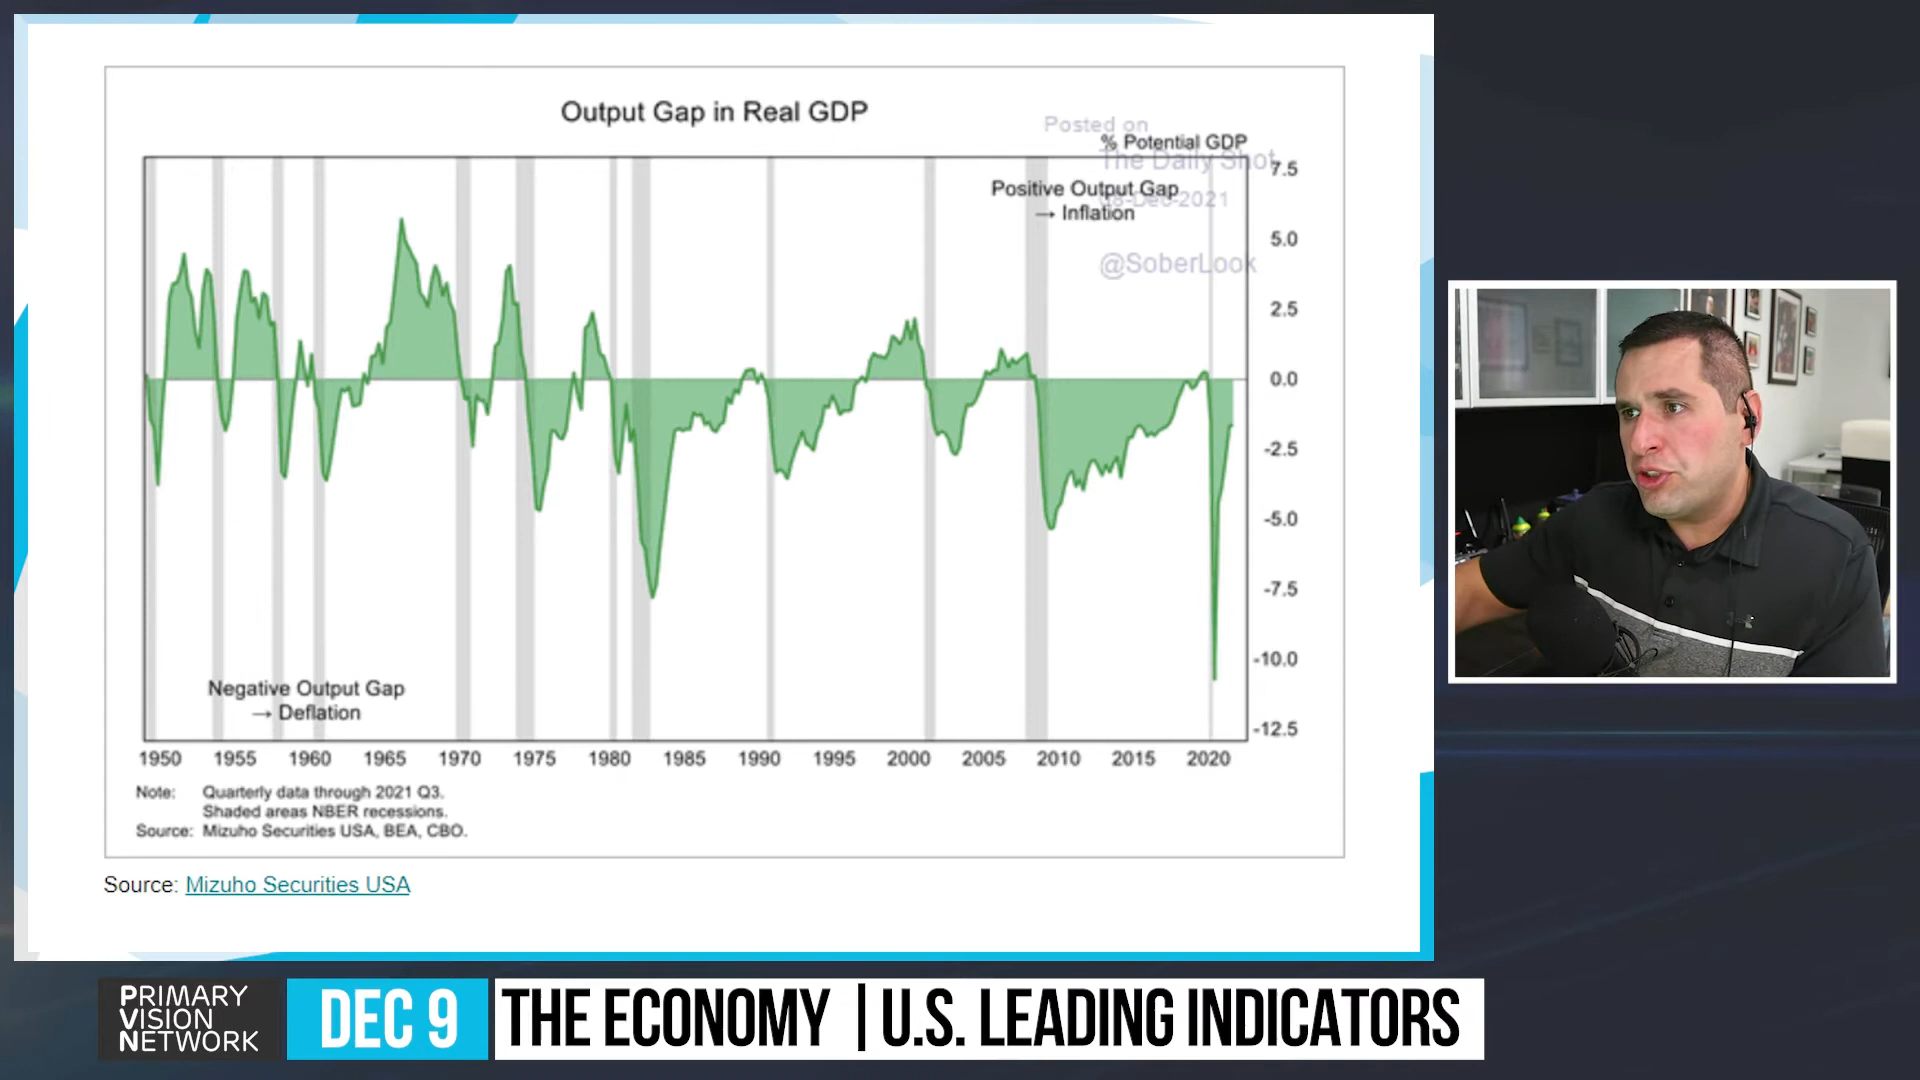 Output Gap in Real GDP
Posted on
% Potential GDP
The Daily Shot
08-Dec-2021
@SoberLook
Positive Output Gap
→ Inflation
7.5
5.0
2.5
0.0
-2.5
-5.0
-7.5
-10.0
-12.5
Negative Output Gap
→ Deflation
1950 1955 1960 1965 1970 1975 1980 1985 1990 1995 2000 2005 2010 2015 2020
Note: Quarterly data through 2021 Q3.
Shaded areas NBER recessions.
Source: Mizuho Securities USA, BEA, CBO.
Source: Mizuho Securities USA
PRIMARY
VISION
NETWORK
DEC 9
THE ECONOMY | U.S. LEADING INDICATORS